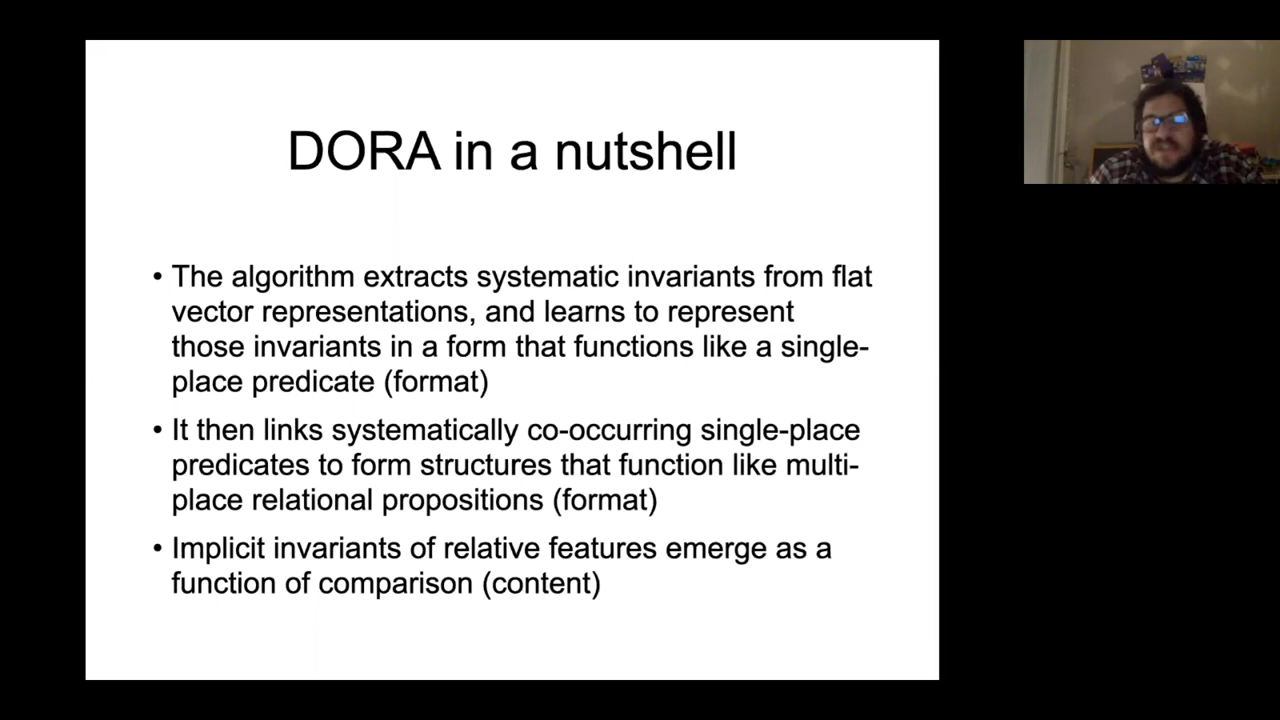 DORA in a nutshell
• The algorithm extracts systematic invariants from flat
vector representations, and learns to represent
those invariants in a form that functions like a single-
place predicate (format)
• It then links systematically co-occurring single-place
predicates to form structures that function like multi-
place relational propositions (format)
• Implicit invariants of relative features emerge as a
function of comparison (content)